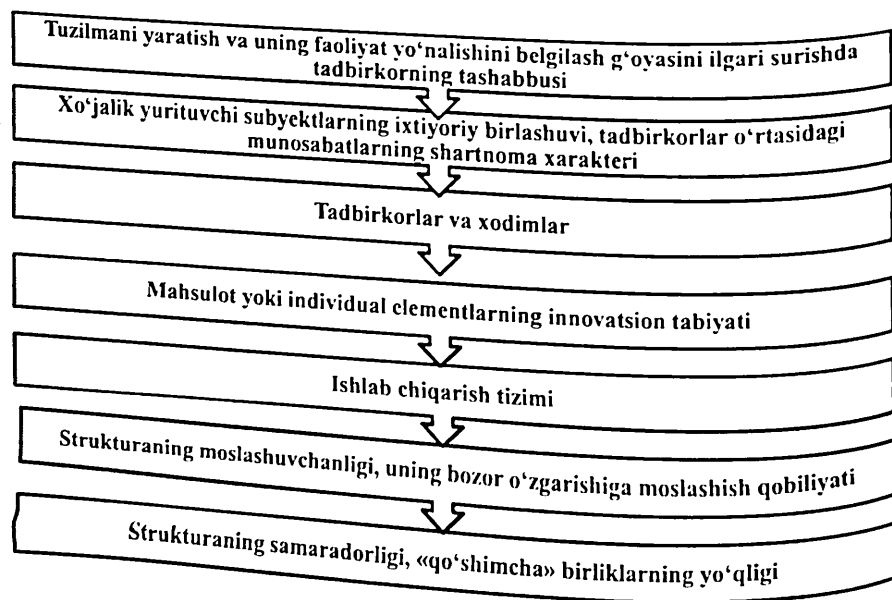 Tuzilmani yaratish va uning faoliyat yo‘nalishini belgilash g‘oyasini ilgari surishda
tadbirkorning tashabbusi
Xo‘jalik yurituvchi subyektlarning ixtiyoriy birlashuvi, tadbirkorlar o‘rtasidagi
munosabatlarning shartnoma xarakteri
Tadbirkorlar va xodimlar
Mahsulot yoki individual elementlarning innovatsion tabiyati
Ishlab chiqarish tizimi
Strukturaning moslashuvchanligi, uning bozor o‘zgarishiga moslashish qobiliyati
Strukturaning samaradorligi, «qo‘shimcha» birliklarning yo‘qligi